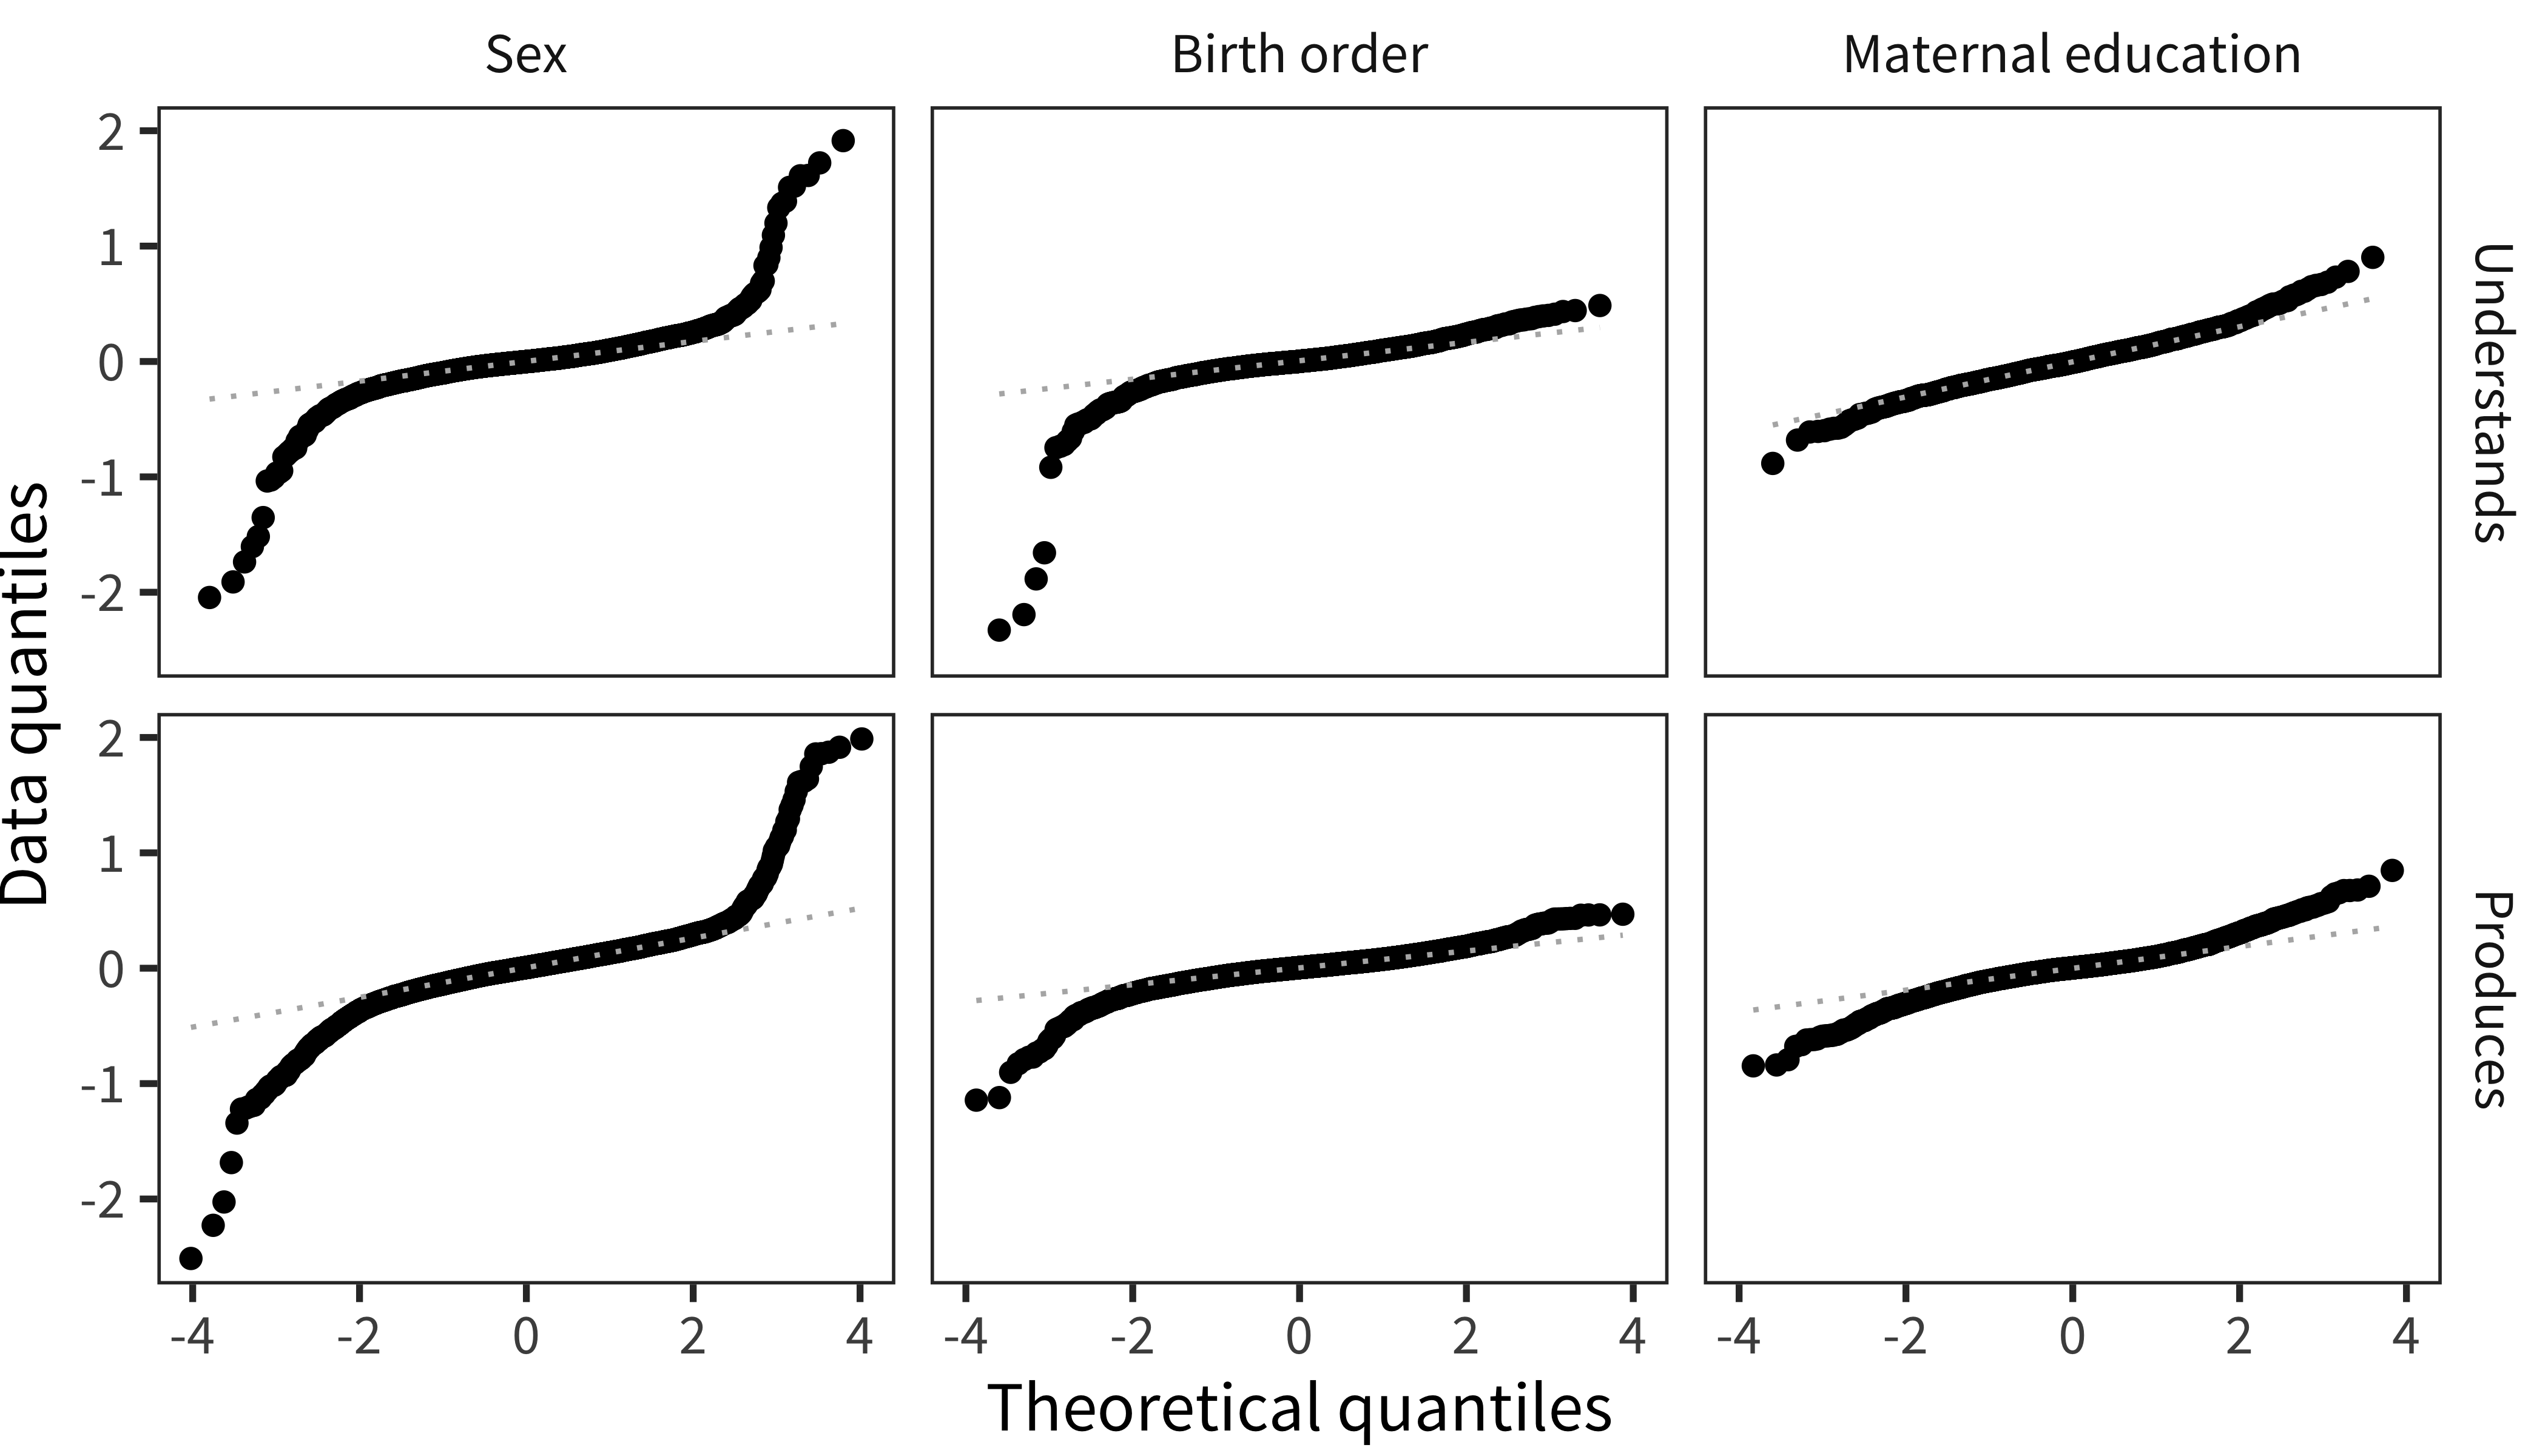 Sex
Birth order
Maternal education
2
1
0
-1
-2
Understands
Data quantiles
2
1
0
-1
-2
Produces
-4 -2 0 2 4
-4 -2 0 2 4
-4 -2 0 2 4
Theoretical quantiles